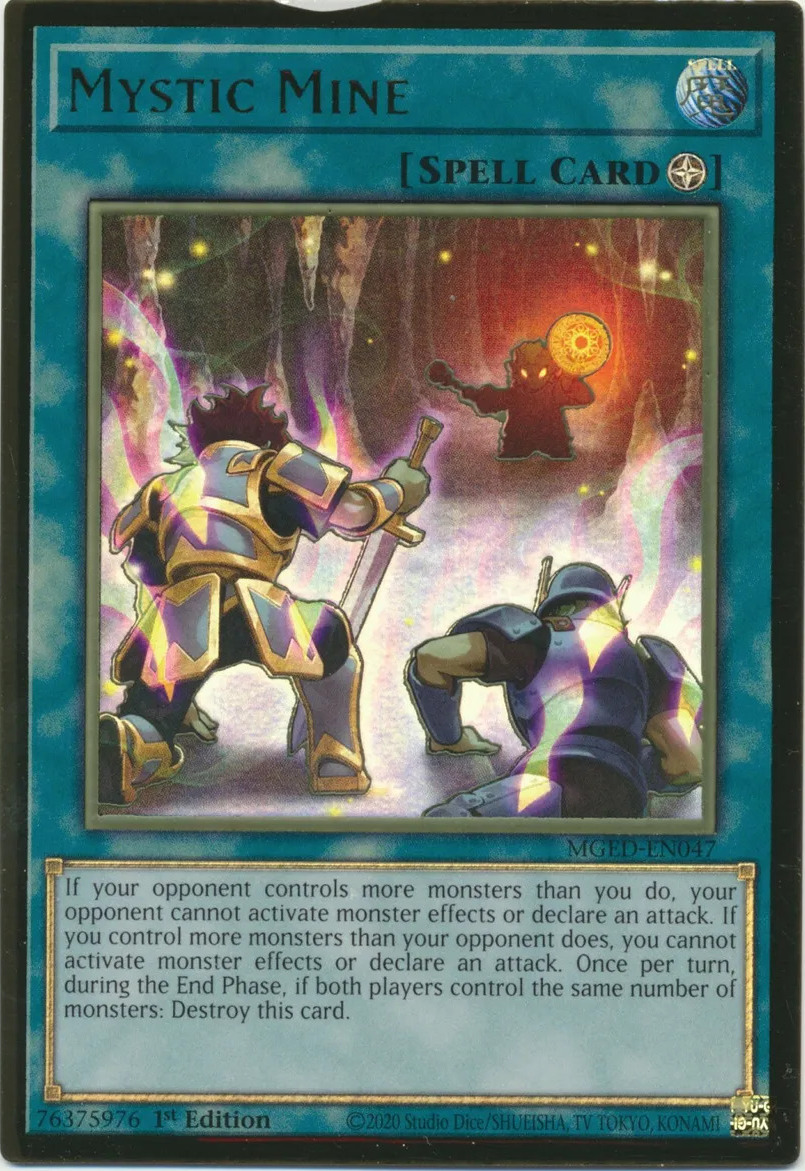 MYSTIC MINE
SPELL
魔
[SPELL CARD]
MGED-EN047
If your opponent controls more monsters than you do, your
opponent cannot activate monster effects or declare an attack. If
you control more monsters than your opponent does, you cannot
activate monster effects or declare an attack. Once per turn,
during the End Phase, if both players control the same number of
monsters: Destroy this card.
76375976 1st Edition
©2020 Studio Dice/SHUEISHA, TV TOKYO, KONAMI